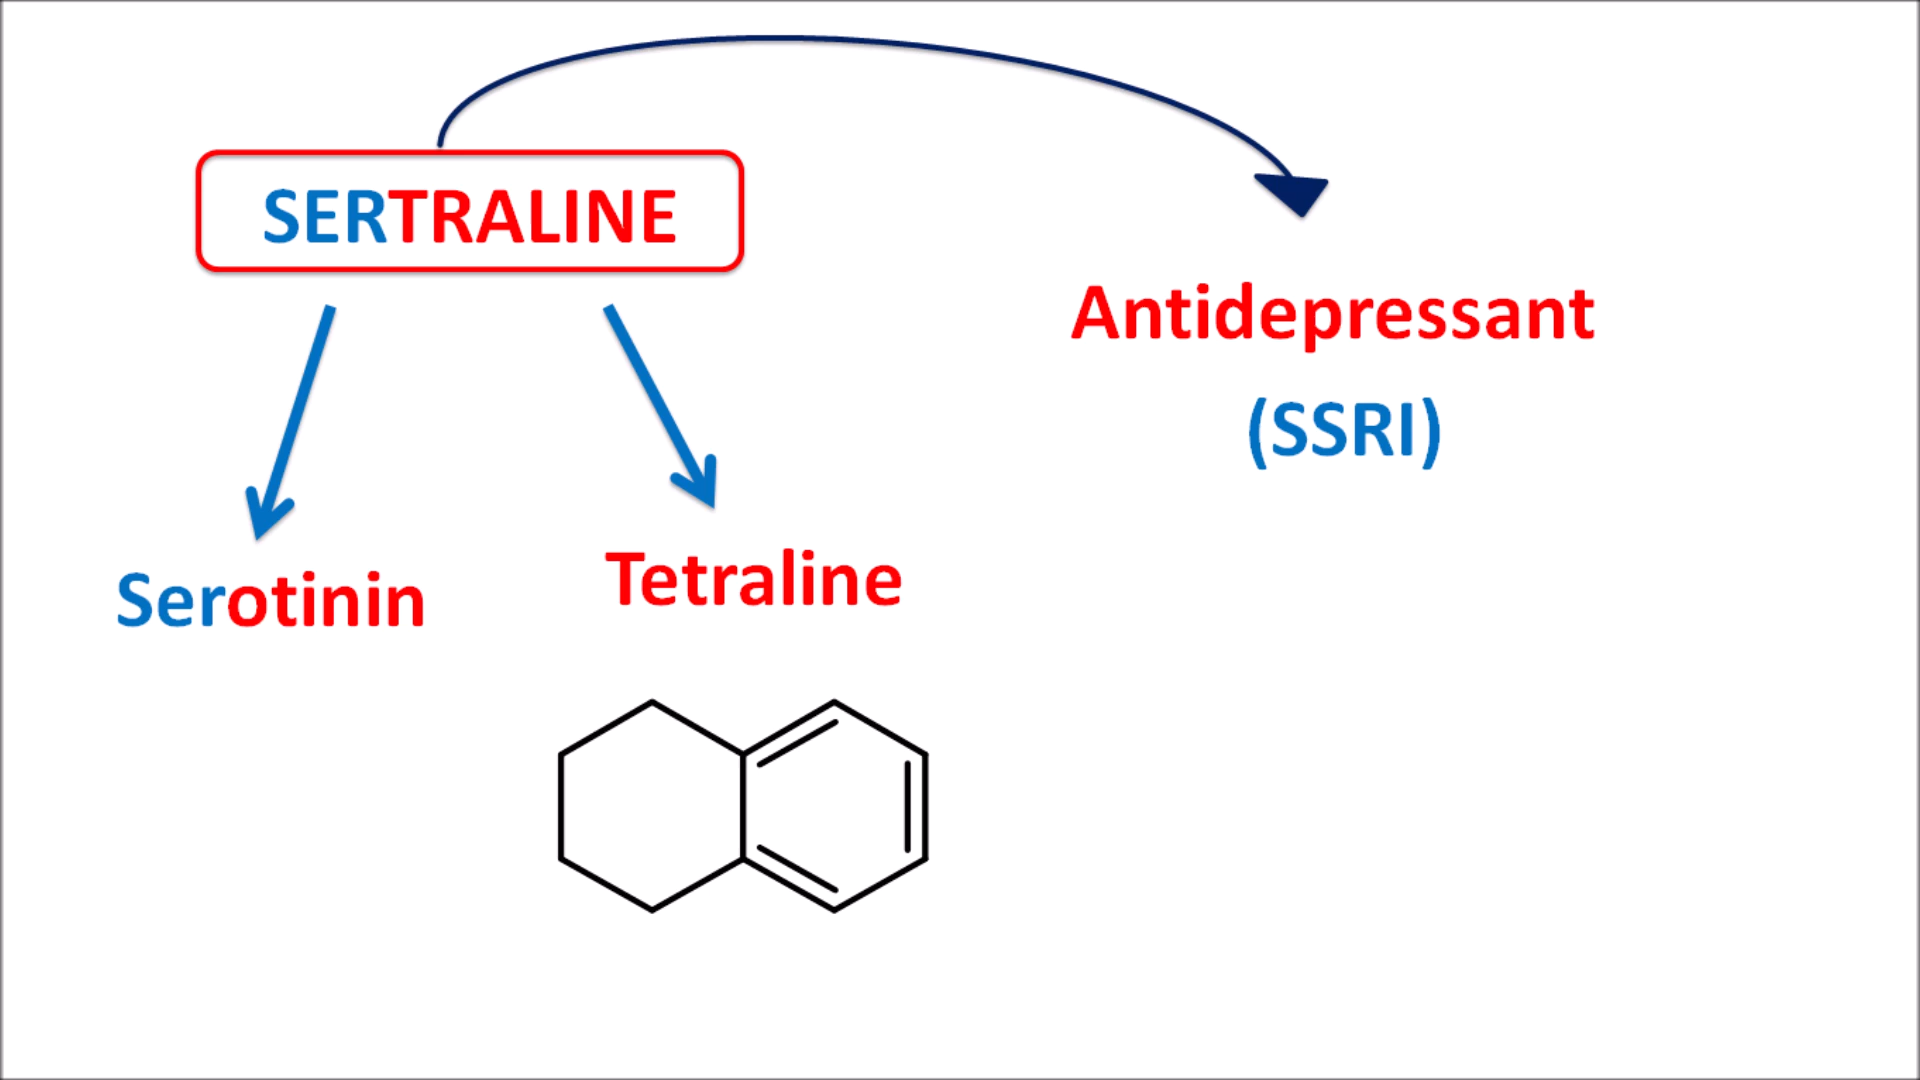 SERTRALINE
Antidepressant
(SSRI)
Serotinin
Tetraline